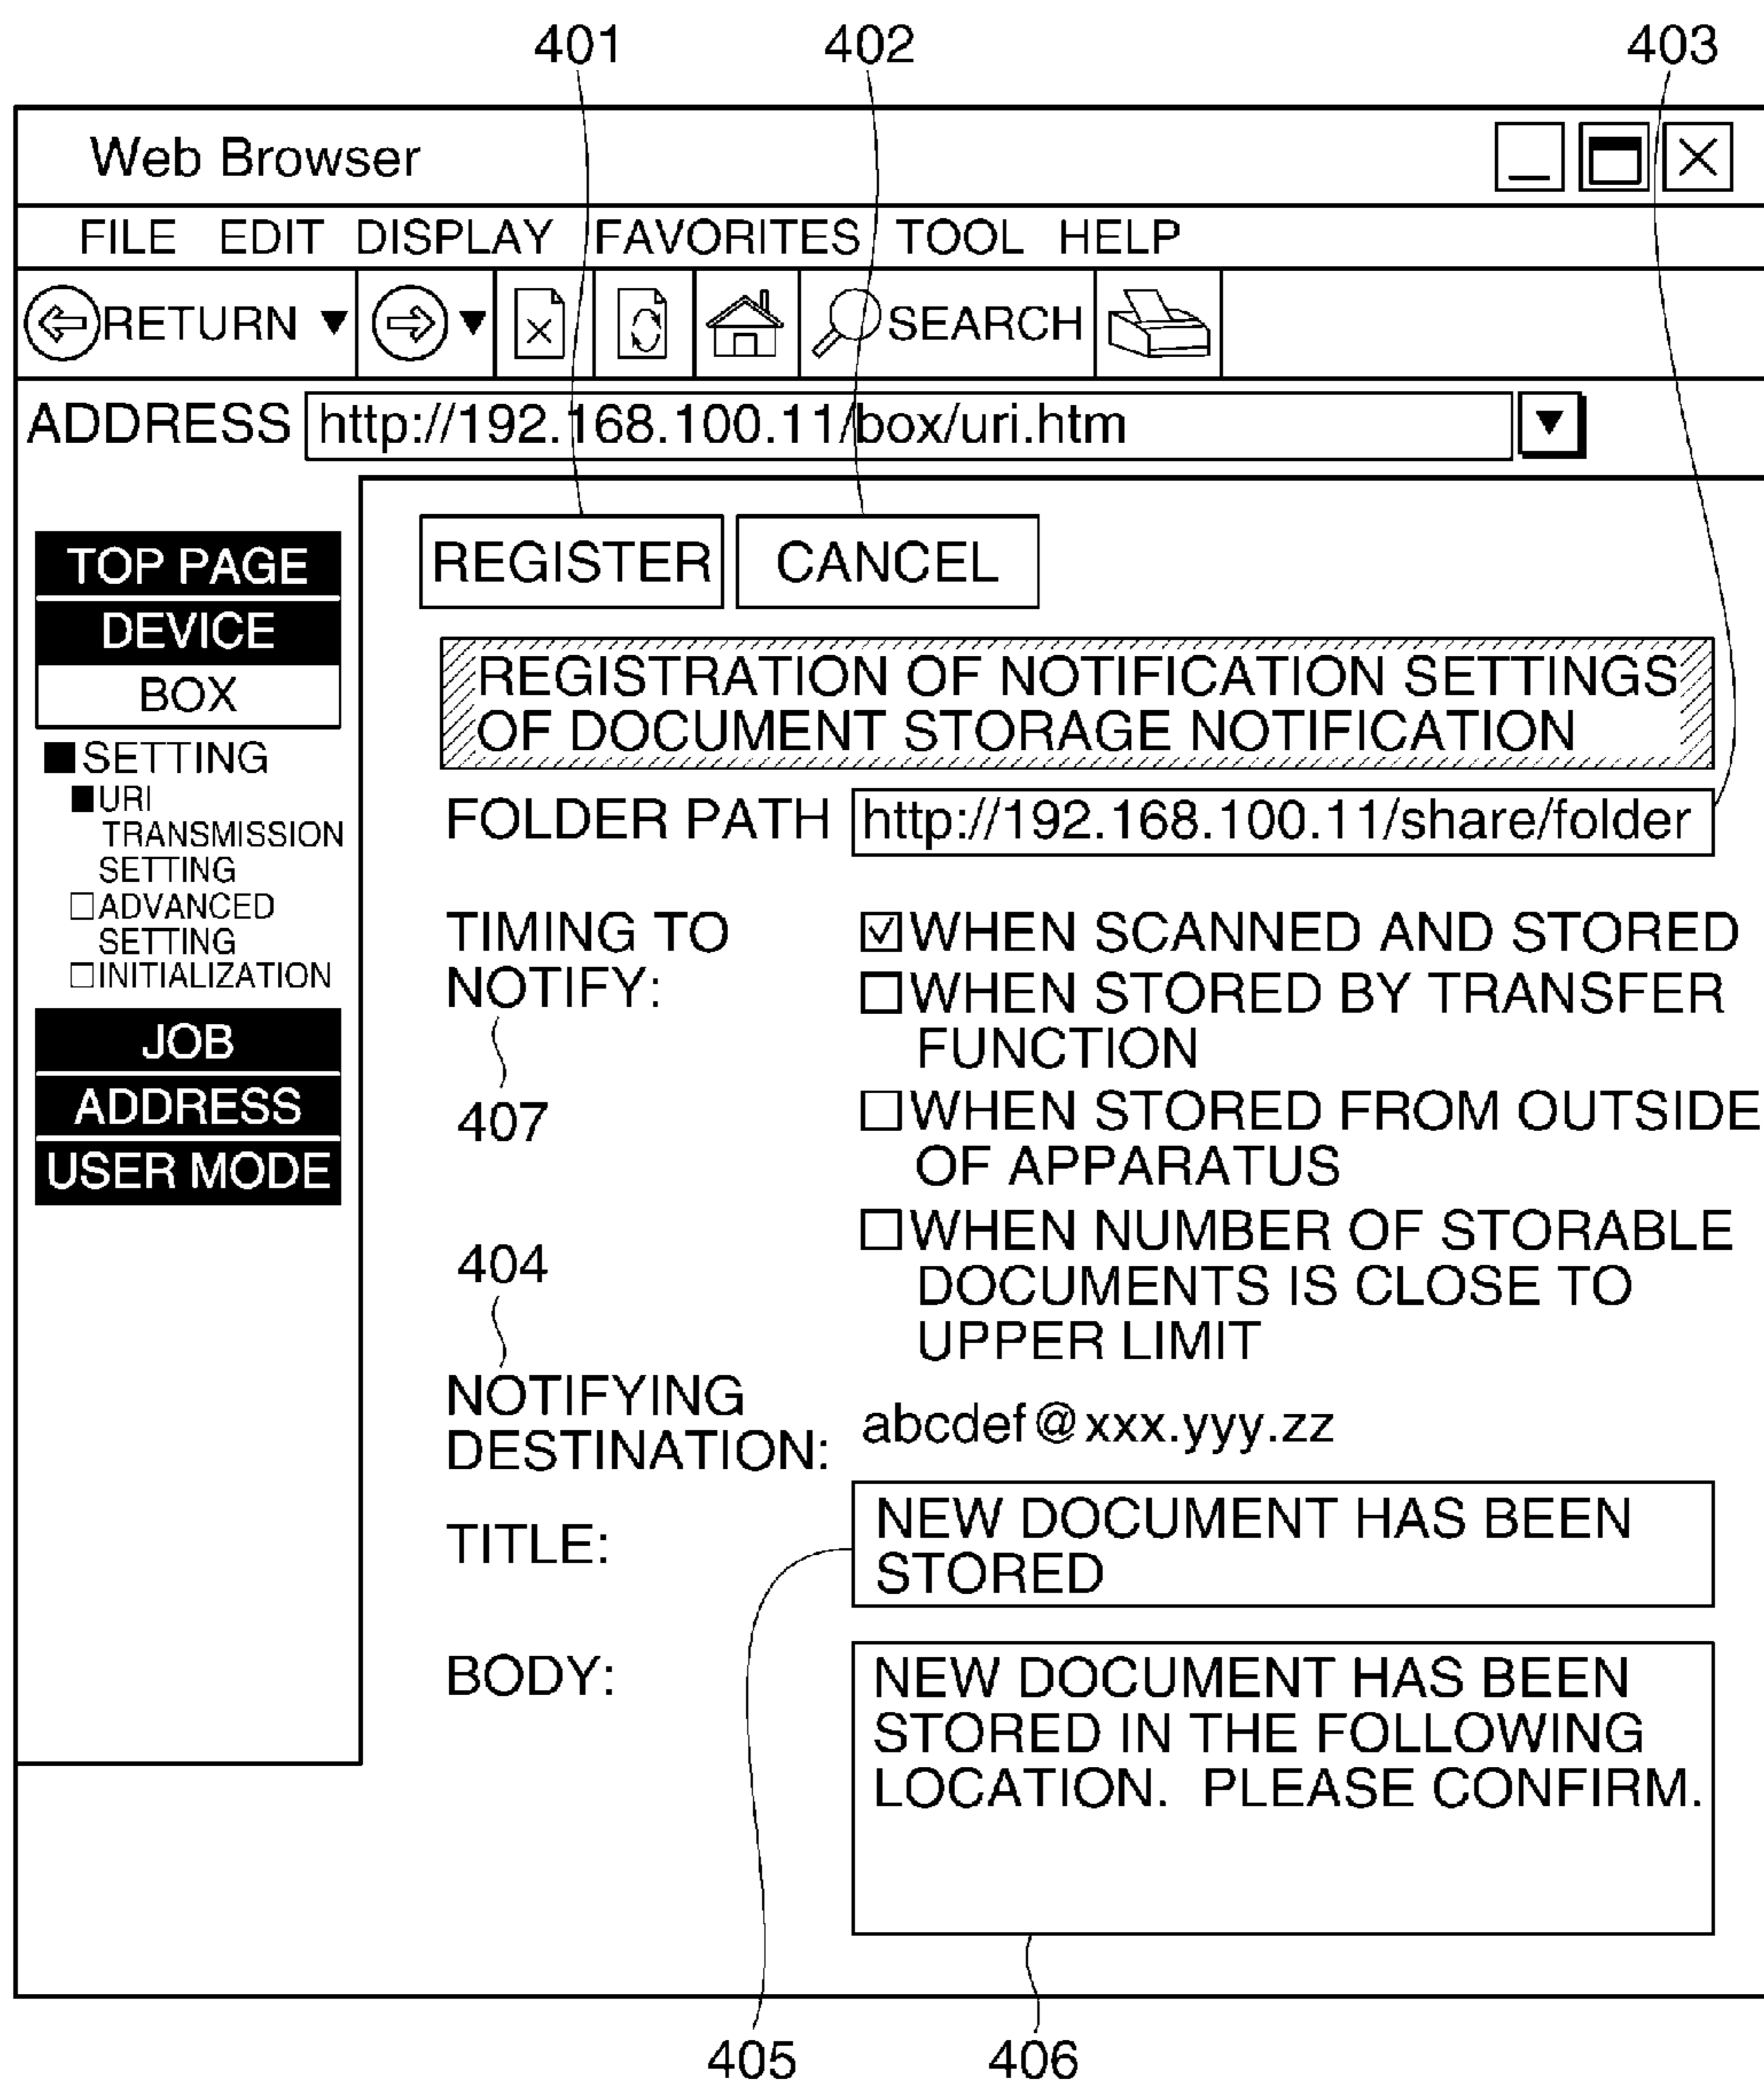 401 402 403
Web Browser
FILE EDIT DISPLAY FAVORITES TOOL HELP
RETURN SEARCH
ADDRESS http://192.168.100.11/box/uri.htm
TOP PAGE
DEVICE
BOX
SETTING
URI
TRANSMISSION
SETTING
ADVANCED
SETTING
INITIALIZATION
JOB
ADDRESS
USER MODE
REGISTER CANCEL
REGISTRATION OF NOTIFICATION SETTINGS
OF DOCUMENT STORAGE NOTIFICATION
FOLDER PATH http://192.168.100.11/share/folder
TIMING TO
NOTIFY:
407
WHEN SCANNED AND STORED
WHEN STORED BY TRANSFER
FUNCTION
WHEN STORED FROM OUTSIDE
OF APPARATUS
WHEN NUMBER OF STORABLE
DOCUMENTS IS CLOSE TO
UPPER LIMIT
404
NOTIFYING
DESTINATION:
abcdef@xxx.yyy.zz
TITLE:
NEW DOCUMENT HAS BEEN
STORED
BODY:
NEW DOCUMENT HAS BEEN
STORED IN THE FOLLOWING
LOCATION. PLEASE CONFIRM.
405 406